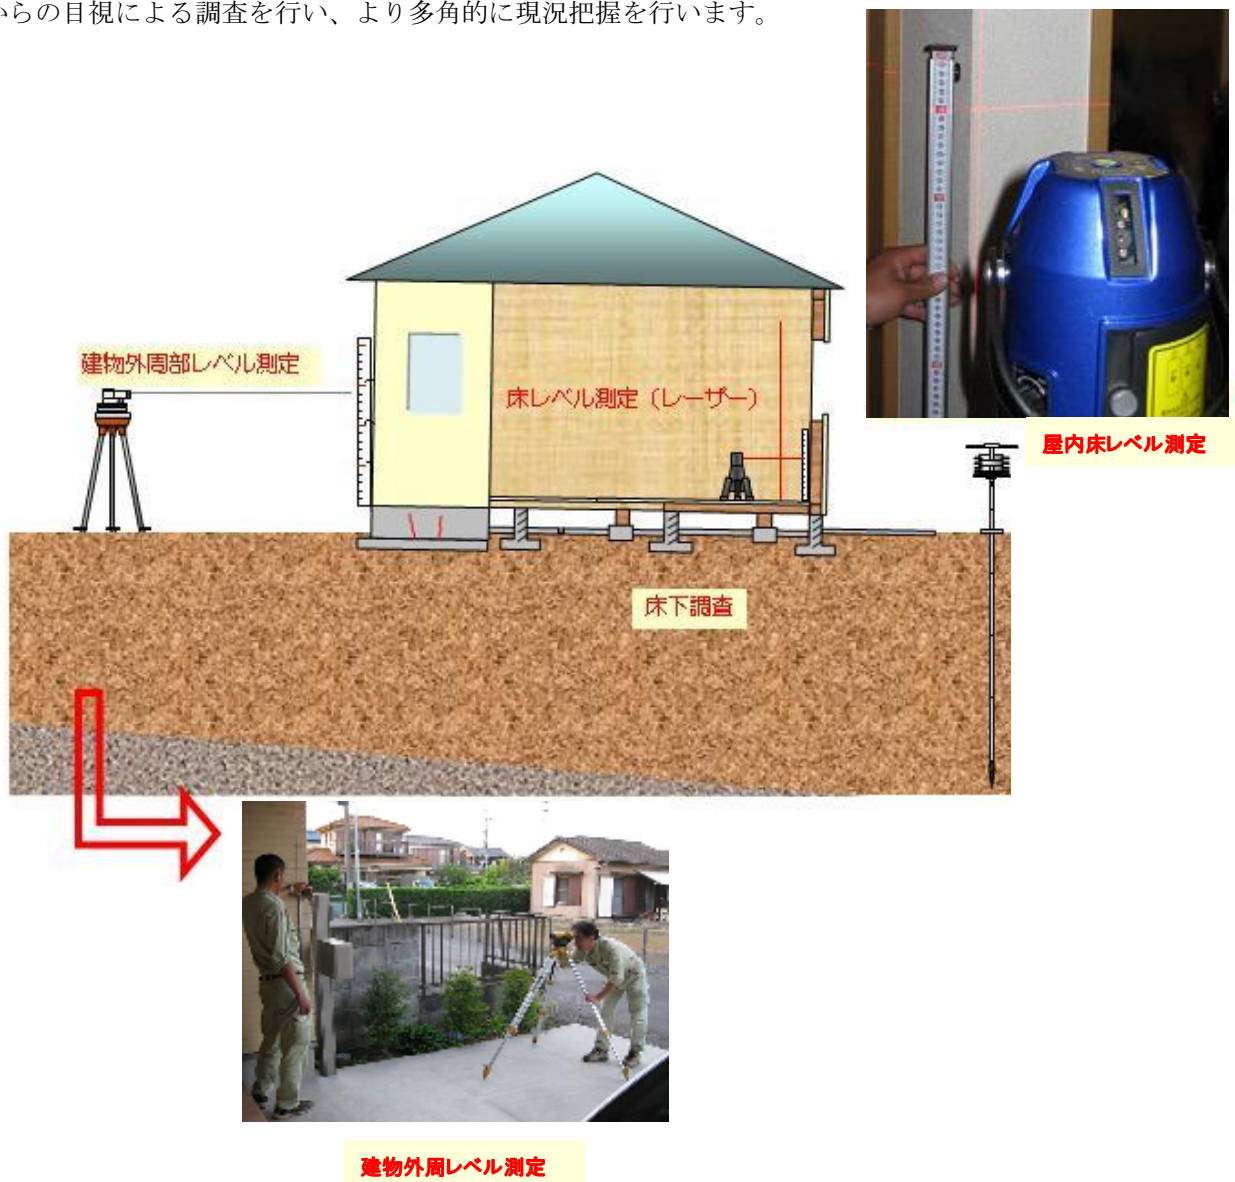 からの目視による調査を行い、より多角的に現況把握を行います。
建物外周部レベル測定
床レベル測定（レーザー）
屋内床レベル測定
床下調査
建物外周レベル測定